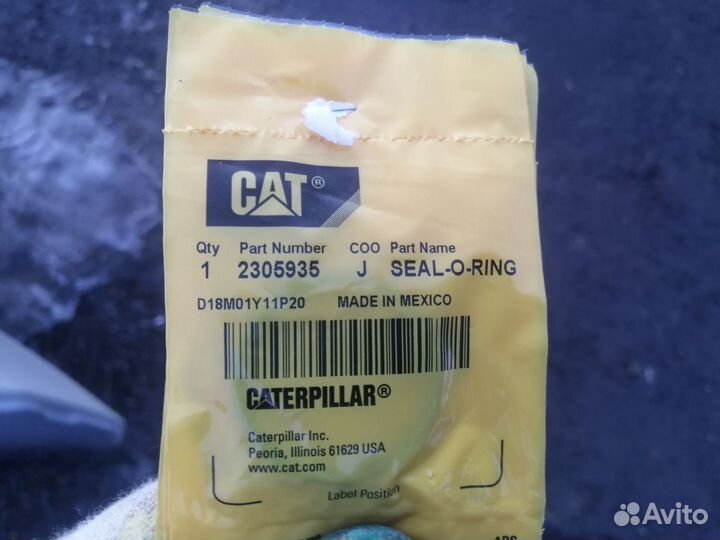 CAT®
Qty Part Number COO Part Name
1 2305935 J SEAL-O-RING
D18M01Y11P20 MADE IN MEXICO
CATERPILLAR®
Caterpillar Inc.
Peoria, Illinois 61629 USA
www.cat.com
Label Position
Avito